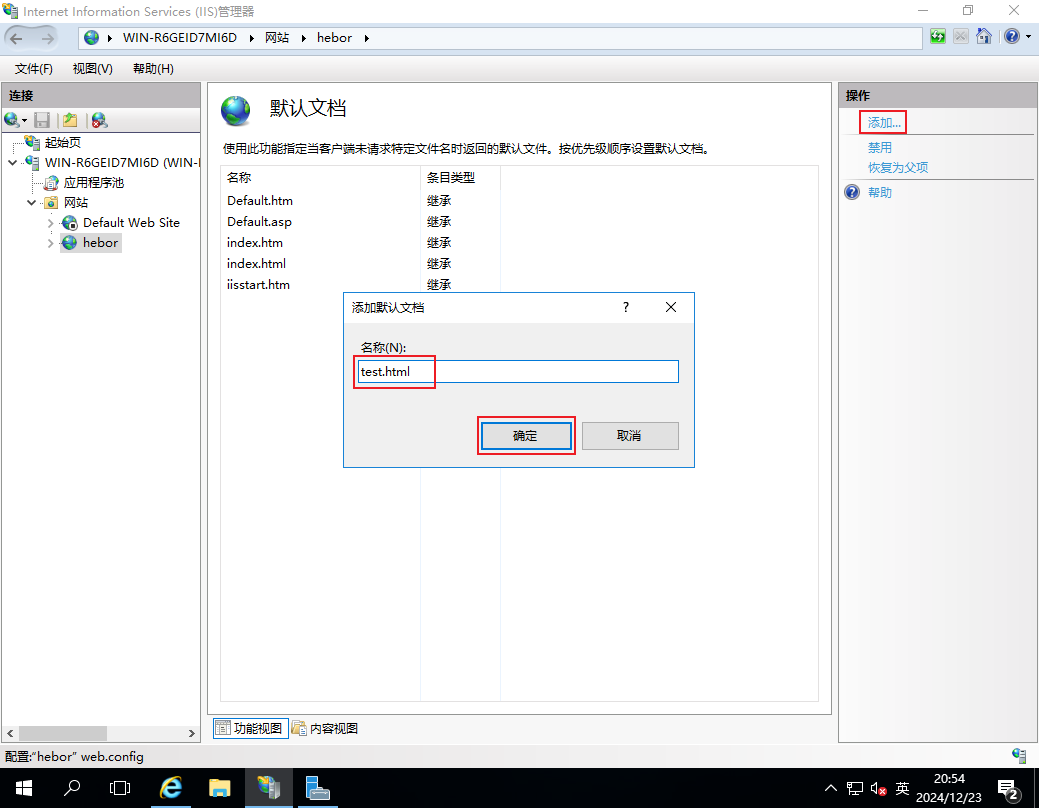 Internet Information Services (IIS)管理器
WIN-R6GEID7MI6D
网站
hebor
文件(F) 视图(V) 帮助(H)
连接
起始页
WIN-R6GEID7MI6D (WIN-
应用程序池
网站
Default Web Site
hebor
默认文档
使用此功能指定当客户端未请求特定文件名时返回的默认文件。按优先级顺序设置默认文档。
名称 条目类型
Default.htm 继承
Default.asp 继承
index.htm 继承
index.html 继承
iisstart.htm 继承
添加默认文档 ?
名称(N):
test.html
确定 取消
功能视图 内容视图
操作
添加...
禁用
恢复为父项
帮助
配置:“hebor” web.config
英
20:54
2024/12/23
2